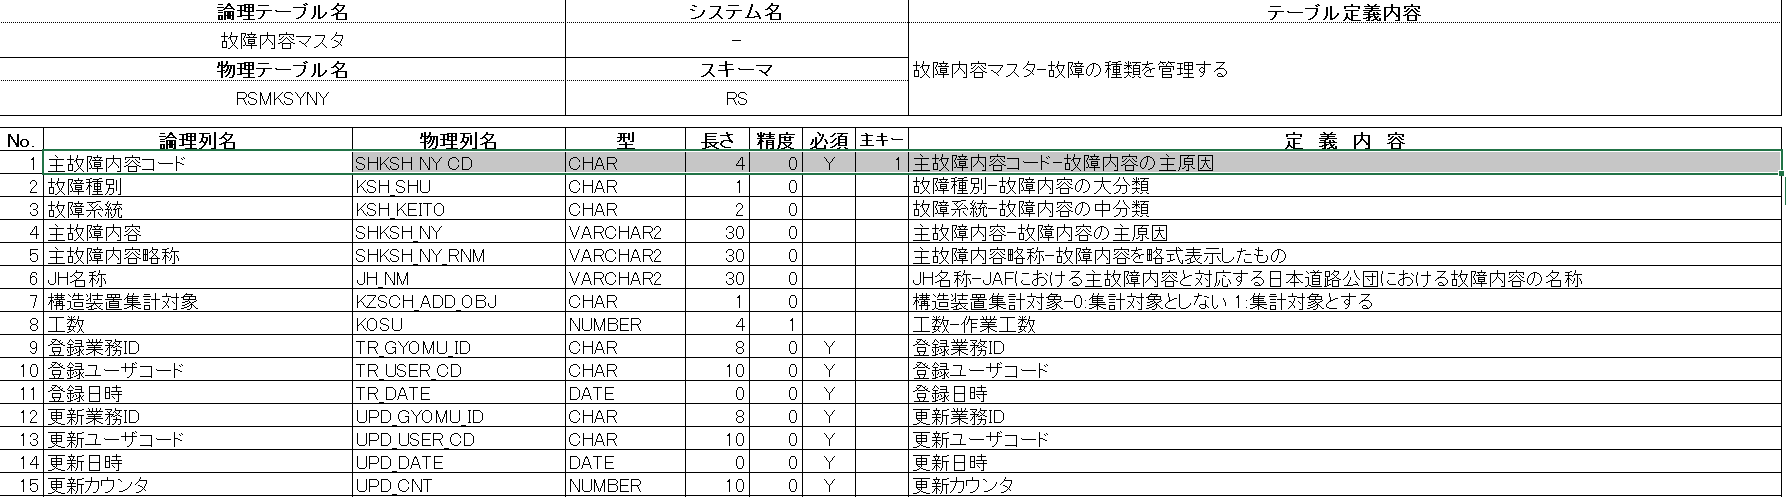 論理テーブル名 システム名 テーブル定義内容
故障内容マスタ - 故障内容マスタ-故障の種類を管理する
物理テーブル名 スキーマ
RSMKSYNY RS
No. 論理列名 物理列名 型 長さ 精度 必須 主キー 定 義 内 容
1 主故障内容コード SHKSH_NY_CD CHAR 4 0 Y 1 主故障内容コード-故障内容の主原因
2 故障種別 KSH_SHU CHAR 1 0 故障種別-故障内容の大分類
3 故障系統 KSH_KEITO CHAR 2 0 故障系統-故障内容の中分類
4 主故障内容 SHKSH_NY VARCHAR2 30 0 主故障内容-故障内容の主原因
5 主故障内容略称 SHKSH_NY_RNM VARCHAR2 30 0 主故障内容略称-故障内容を略式表示したもの
6 JH名称 JH_NM VARCHAR2 30 0 JH名称-JAFにおける主故障内容と対応する日本道路公団における故障内容の名称
7 構造装置集計対象 KZSCH_ADD_OBJ CHAR 1 0 構造装置集計対象-0:集計対象としない 1:集計対象とする
8 工数 KOSU NUMBER 4 1 工数-作業工数
9 登録業務ID TR_GYOMU_ID CHAR 8 0 Y 登録業務ID
10 登録ユーザコード TR_USER_CD CHAR 10 0 Y 登録ユーザコード
11 登録日時 TR_DATE DATE 0 0 Y 登録日時
12 更新業務ID UPD_GYOMU_ID CHAR 8 0 Y 更新業務ID
13 更新ユーザコード UPD_USER_CD CHAR 10 0 Y 更新ユーザコード
14 更新日時 UPD_DATE DATE 0 0 Y 更新日時
15 更新カウンタ UPD_CNT NUMBER 10 0 Y 更新カウンタ